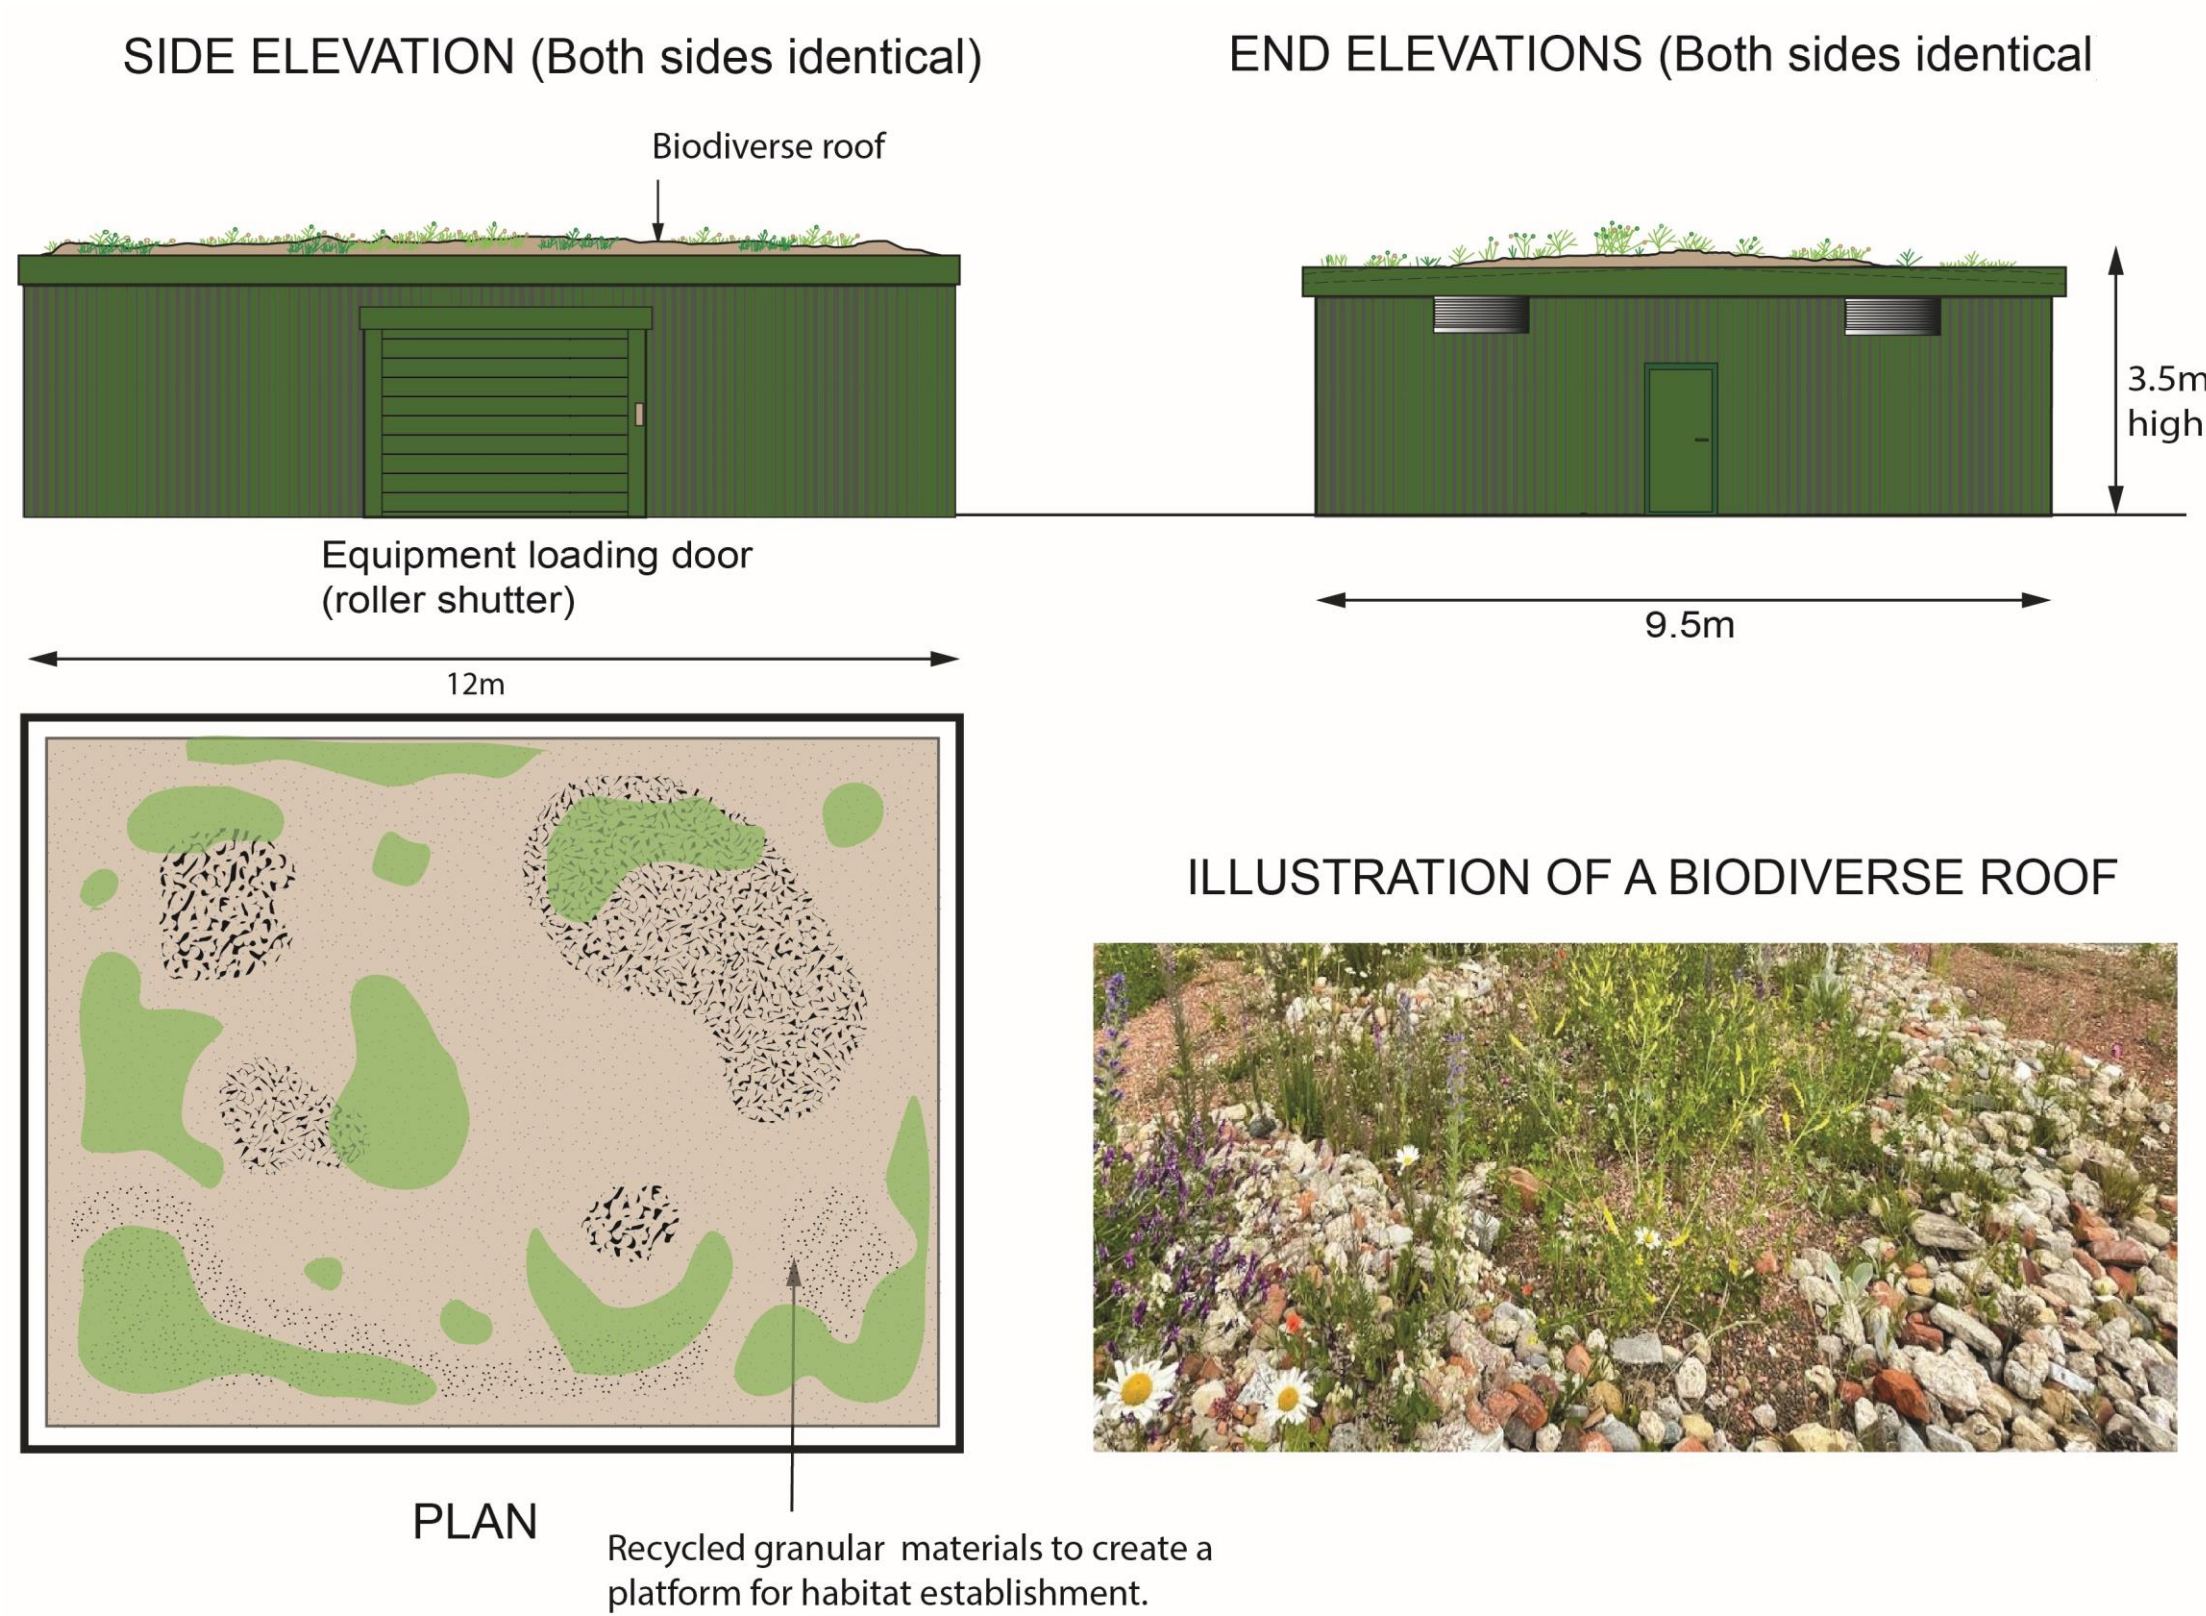 SIDE ELEVATION (Both sides identical)
END ELEVATIONS (Both sides identical
Biodiverse roof
3.5m
high
Equipment loading door
(roller shutter)
9.5m
12m
ILLUSTRATION OF A BIODIVERSE ROOF
PLAN
Recycled granular materials to create a
platform for habitat establishment.